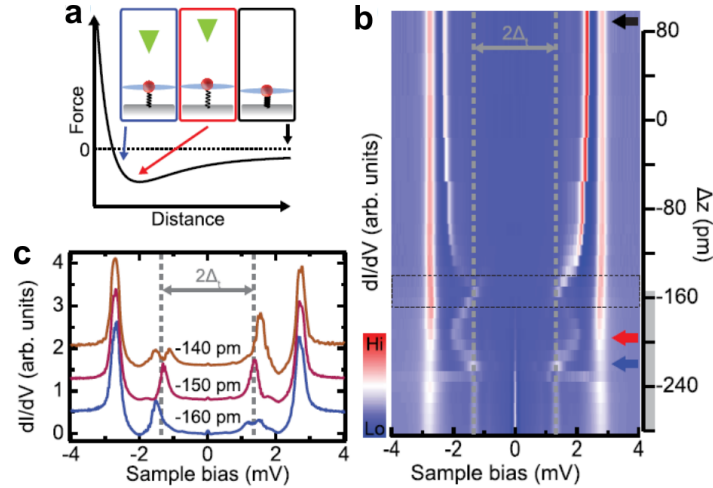 a
Force
0
Distance
b
2Δt
dI/dV (arb. units)
Hi
Lo
80
0
-80
-160
-240
Δz (pm)
-4
-2
0
2
4
Sample bias (mV)
c
4
3
2
1
0
dI/dV (arb. units)
2Δt
-140 pm
-150 pm
-160 pm
-4
-2
0
2
4
Sample bias (mV)